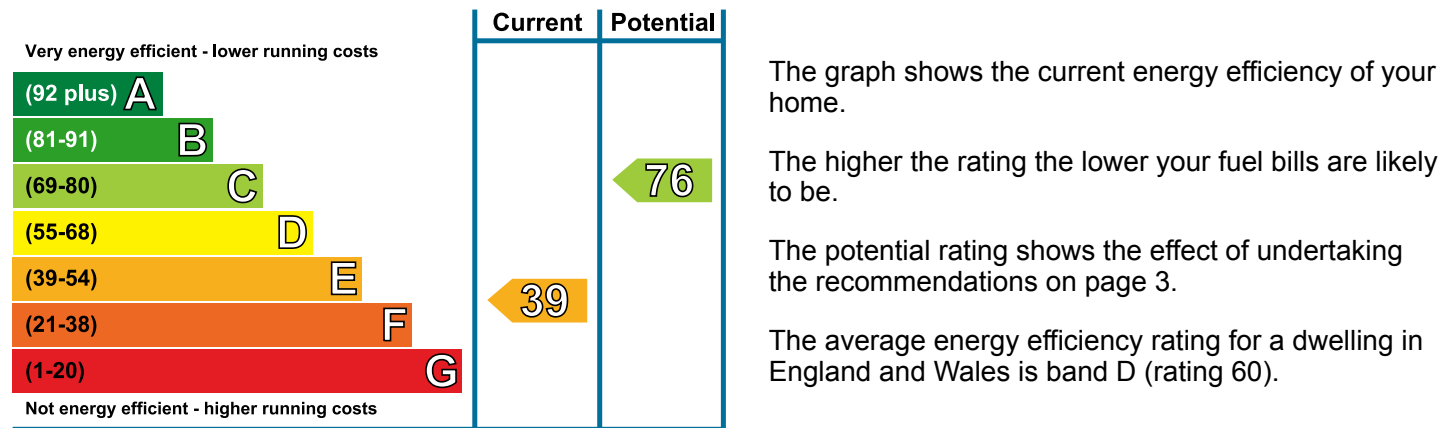 Current Potential
Very energy efficient - lower running costs
(92 plus) A
(81-91) B
(69-80) C
76
(55-68) D
(39-54) E
39
(21-38) F
(1-20) G
Not energy efficient - higher running costs
The graph shows the current energy efficiency of your
home.
The higher the rating the lower your fuel bills are likely
to be.
The potential rating shows the effect of undertaking
the recommendations on page 3.
The average energy efficiency rating for a dwelling in
England and Wales is band D (rating 60).